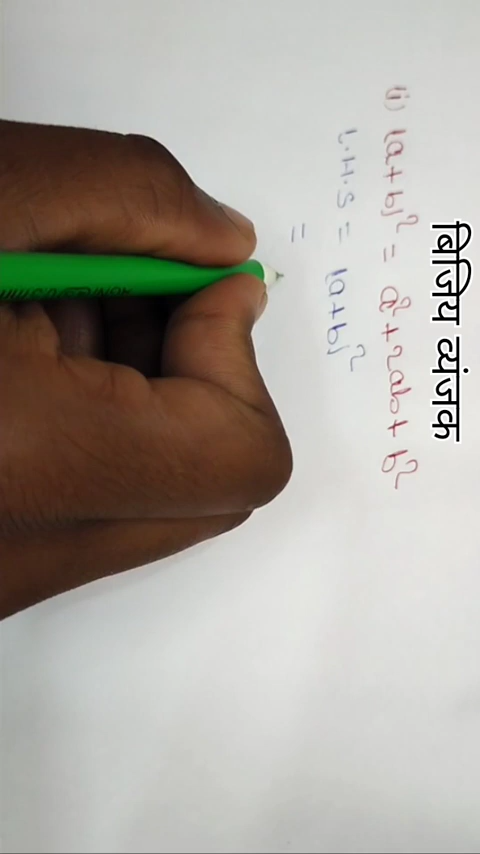 बिजिय व्यंजक
(i) (a+b)² = a²+2ab+b²
L.H.S = (a+b)²
=